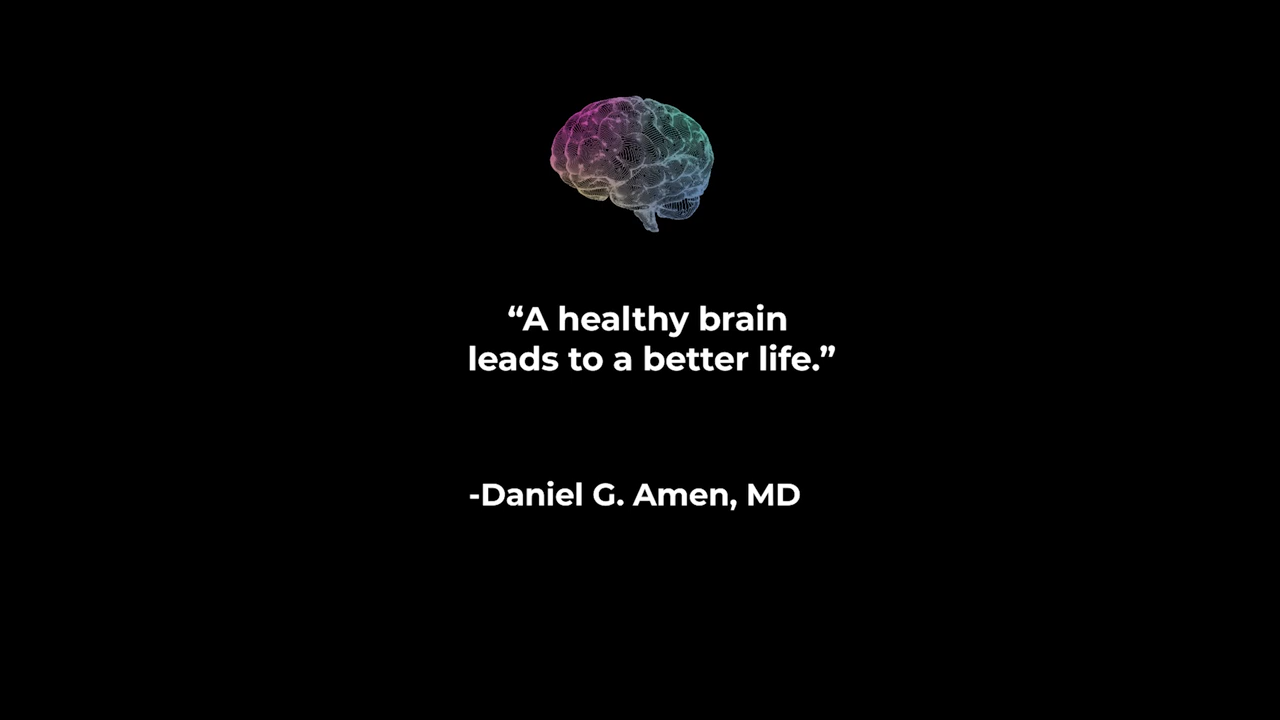 “A healthy brain
leads to a better life.”
-Daniel G. Amen, MD